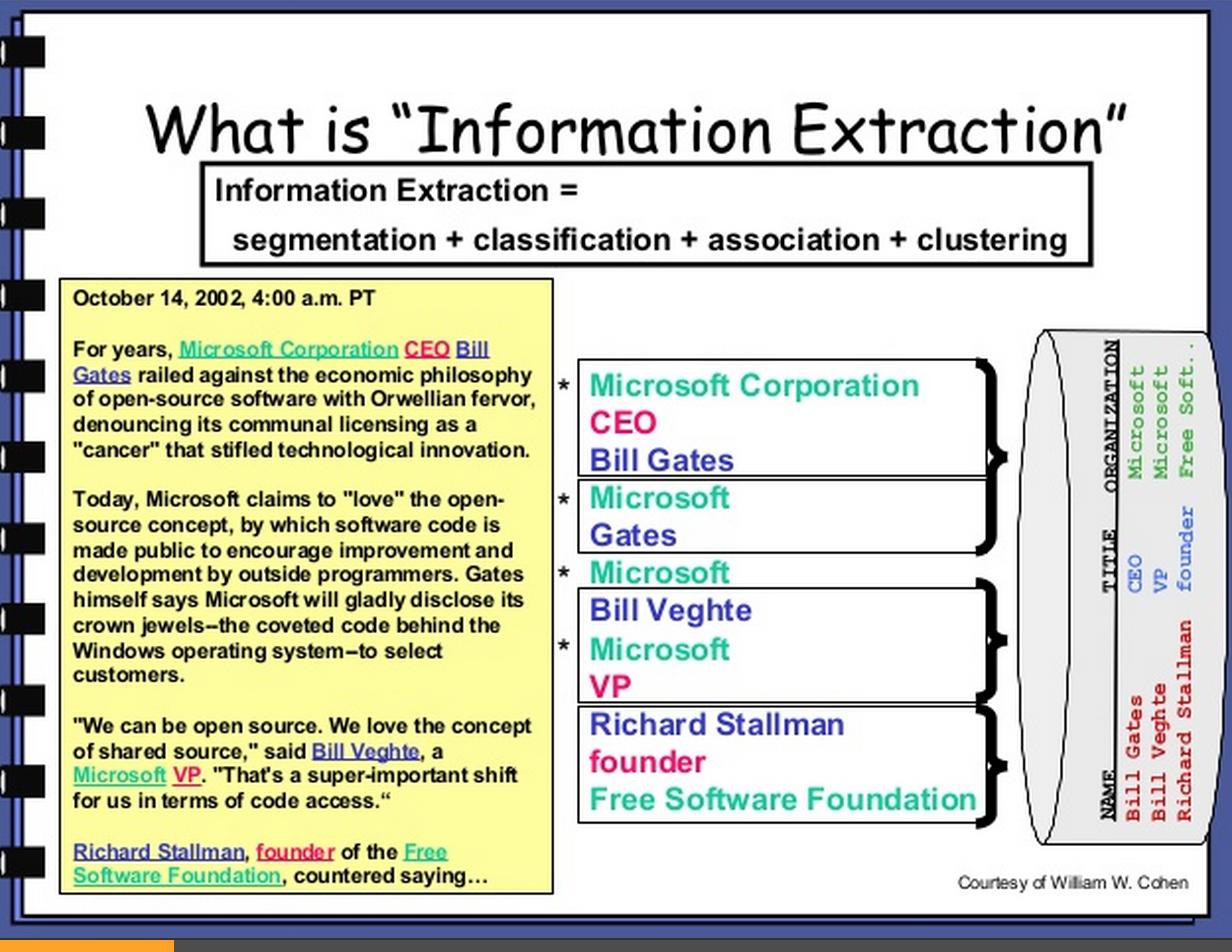 What is “Information Extraction”
Information Extraction =
segmentation + classification + association + clustering
October 14, 2002, 4:00 a.m. PT
For years, Microsoft Corporation CEO Bill
Gates railed against the economic philosophy
of open-source software with Orwellian fervor,
denouncing its communal licensing as a
"cancer" that stifled technological innovation.
Today, Microsoft claims to "love" the open-
source concept, by which software code is
made public to encourage improvement and
development by outside programmers. Gates
himself says Microsoft will gladly disclose its
crown jewels--the coveted code behind the
Windows operating system--to select
customers.
"We can be open source. We love the concept
of shared source," said Bill Veghte, a
Microsoft VP. "That's a super-important shift
for us in terms of code access.“
Richard Stallman, founder of the Free
Software Foundation, countered saying…
* Microsoft Corporation
CEO
Bill Gates
* Microsoft
Gates
* Microsoft
Bill Veghte
* Microsoft
VP
Richard Stallman
founder
Free Software Foundation
NAME TITLE ORGANIZATION
Bill Gates CEO Microsoft
Bill Veghte VP Microsoft
Richard Stallman founder Free Soft..
Courtesy of William W. Cohen